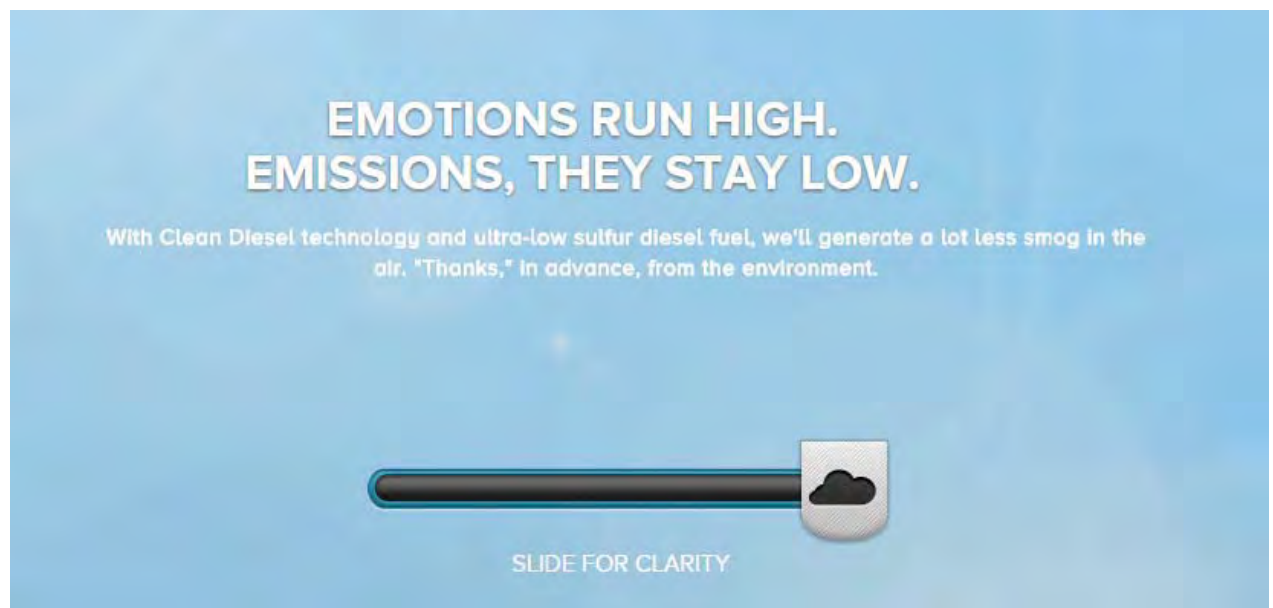 EMOTIONS RUN HIGH.
EMISSIONS, THEY STAY LOW.
With Clean Diesel technology and ultra-low sulfur diesel fuel, we'll generate a lot less smog in the
air. "Thanks," in advance, from the environment.
SLIDE FOR CLARITY